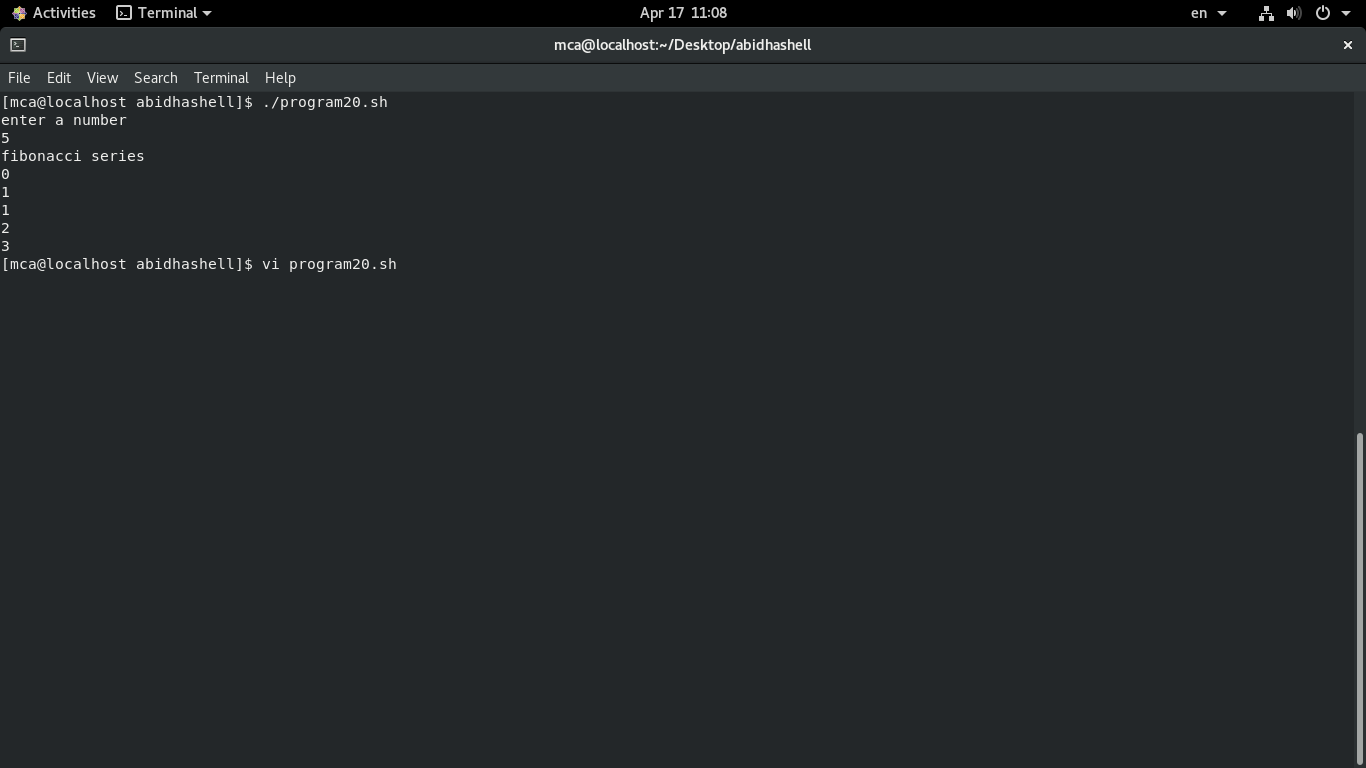 Activities Terminal Apr 17 11:08 en
mca@localhost:~/Desktop/abidhashell
File Edit View Search Terminal Help
[mca@localhost abidhashell]$ ./program20.sh
enter a number
5
fibonacci series
0
1
1
2
3
[mca@localhost abidhashell]$ vi program20.sh